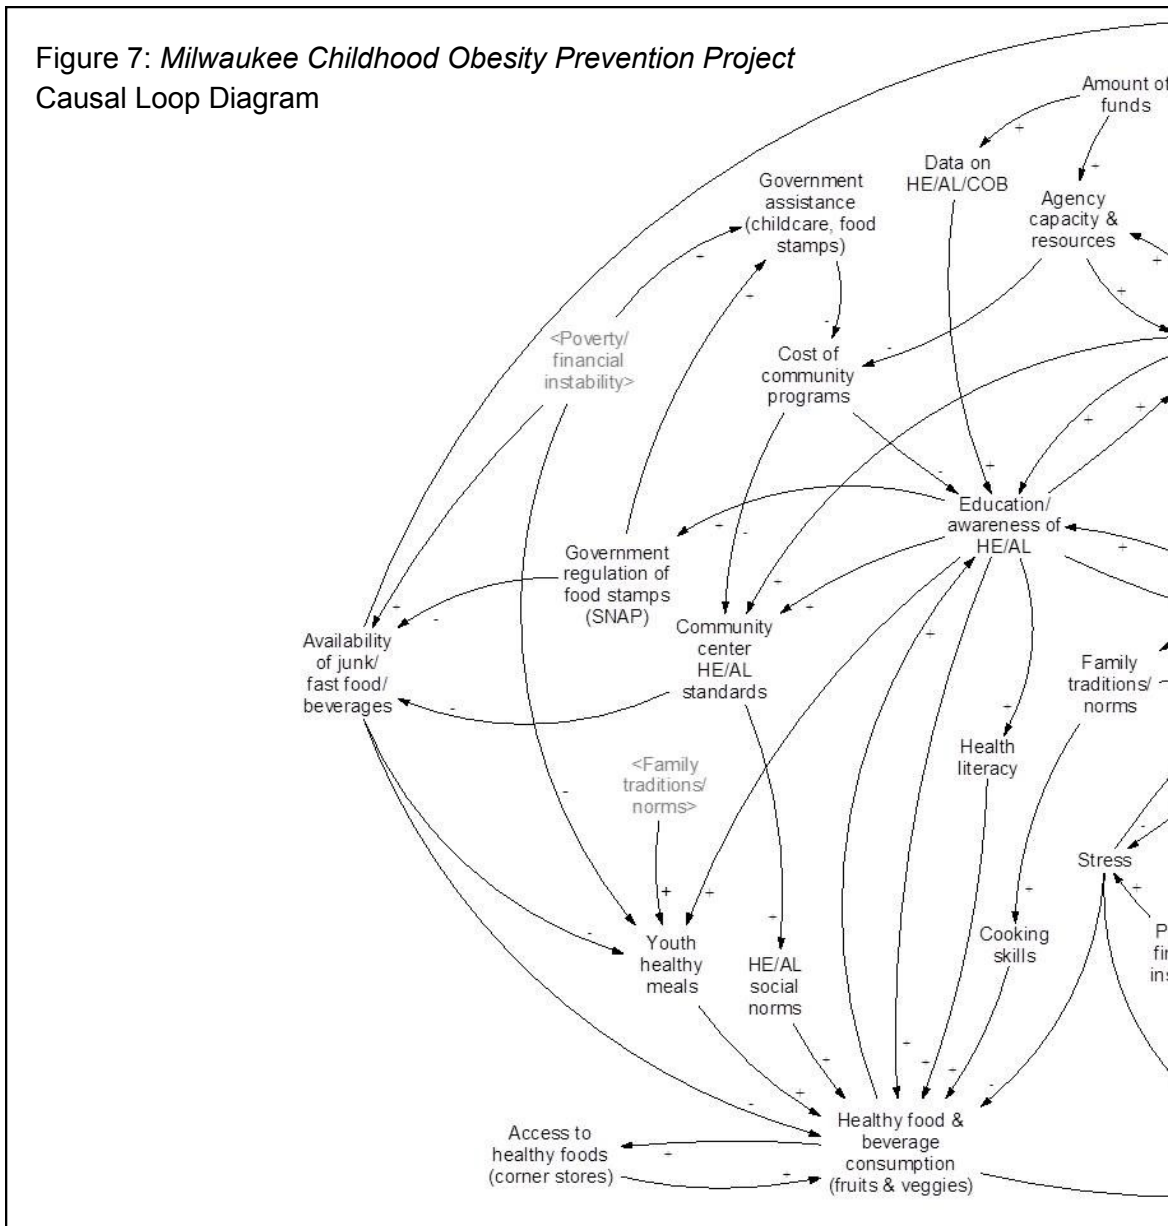 Figure 7: Milwaukee Childhood Obesity Prevention Project
Causal Loop Diagram
Amount of
funds
+
+
Data on
HE/AL/COB
Government
assistance
(childcare, food
stamps)
Agency
capacity &
resources
+
+
+
+
-
-
<Poverty/
financial
instability>
Cost of
community
programs
+
+
-
+
Education/
awareness of
HE/AL
+
-
+
Government
regulation of
food stamps
(SNAP)
+
+
+
-
+
Community
center
HE/AL
standards
Availability
of junk/
fast food/
beverages
Family
traditions/
norms
-
+
Health
literacy
<Family
traditions/
norms>
-
-
Stress
+
+
+
+
+
-
Youth
healthy
meals
HE/AL
social
norms
Cooking
skills
P
fin
ins
+
+
+
+
+
-
-
Healthy food &
beverage
consumption
(fruits & veggies)
Access to
healthy foods
(corner stores)
+
+